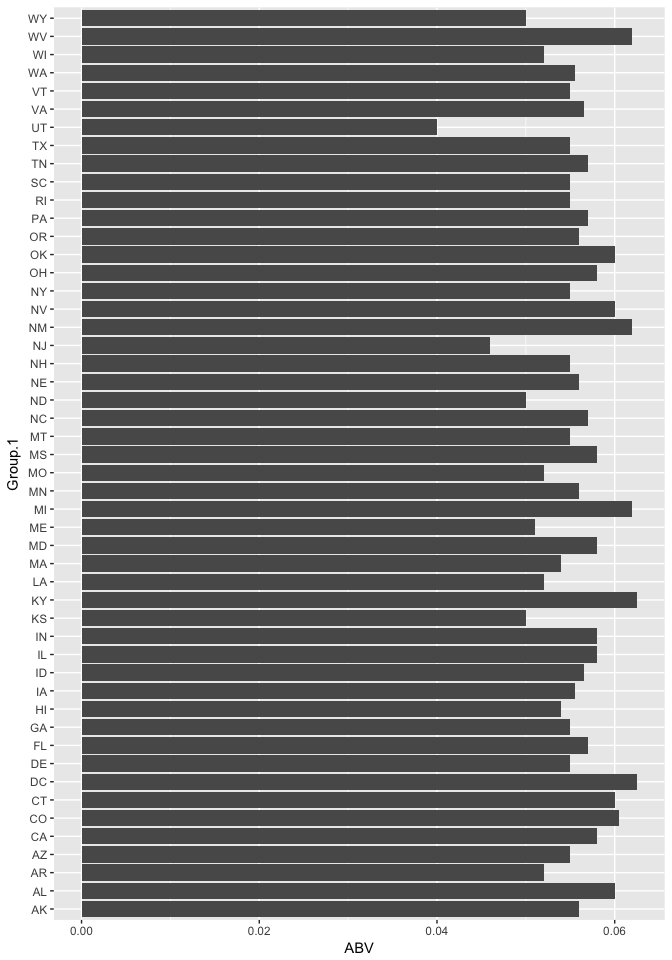 WY
WV
WI
WA
VT
VA
UT
TX
TN
SC
RI
PA
OR
OK
OH
NY
NV
NM
NJ
NH
NE
ND
NC
MT
MS
MO
MN
MI
ME
MD
MA
LA
KY
KS
IN
IL
ID
IA
HI
GA
FL
DE
DC
CT
CO
CA
AZ
AR
AL
AK
Group.1
0.00 0.02 0.04 0.06
ABV